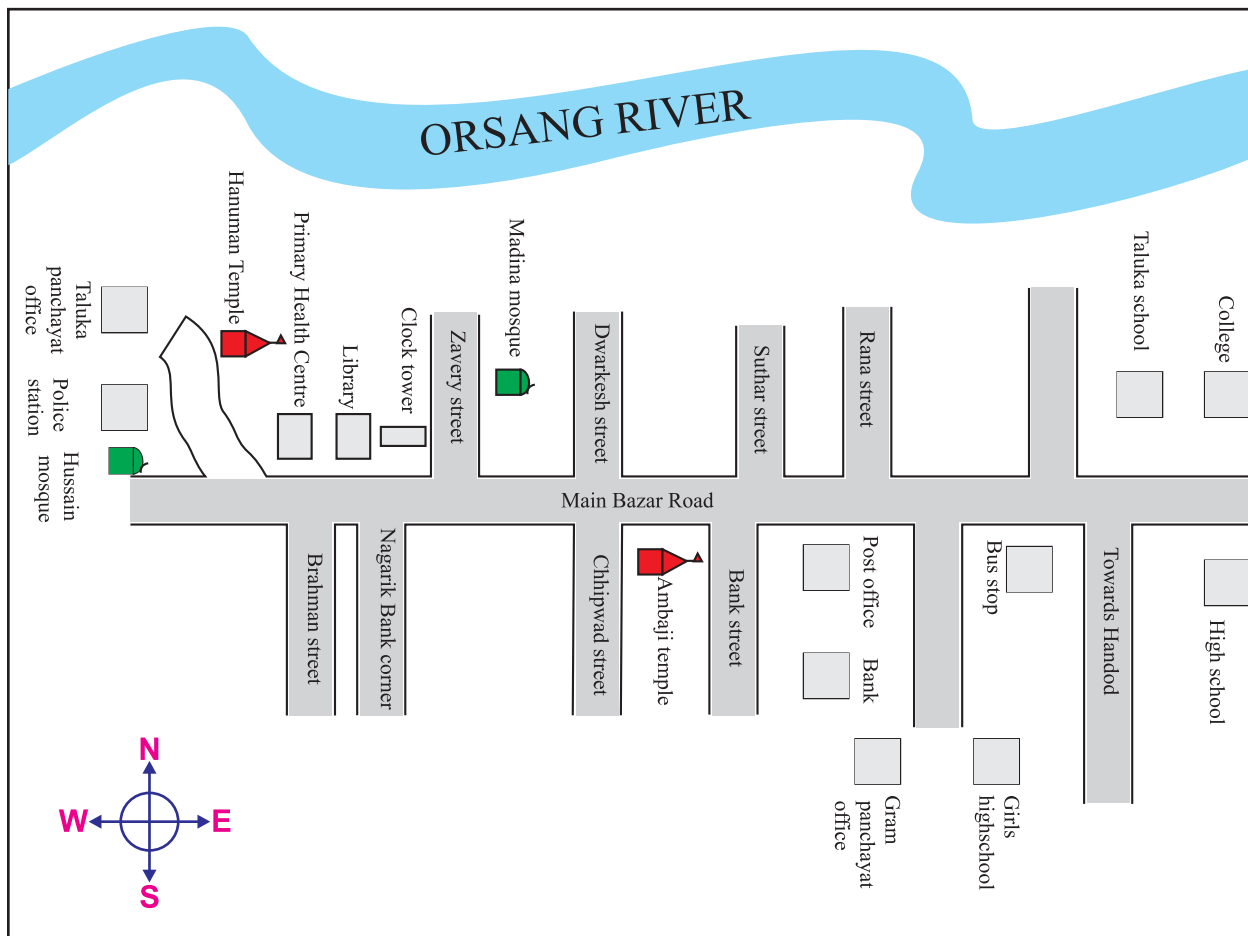 ORSANG RIVER
Hanuman Temple
Primary Health Centre
Library
Clock tower
Zavery street
Madina mosque
Dwarkesh street
Suthar street
Rana street
Taluka school
College
Taluka
panchayat
office
Police
station
Hussain
mosque
Main Bazar Road
Brahman street
Nagarik Bank corner
Chhipwad street
Ambaji temple
Bank street
Post office
Bank
Bus stop
Towards Handod
High school
Gram
panchayat
office
Girls
highschool
N
W
E
S